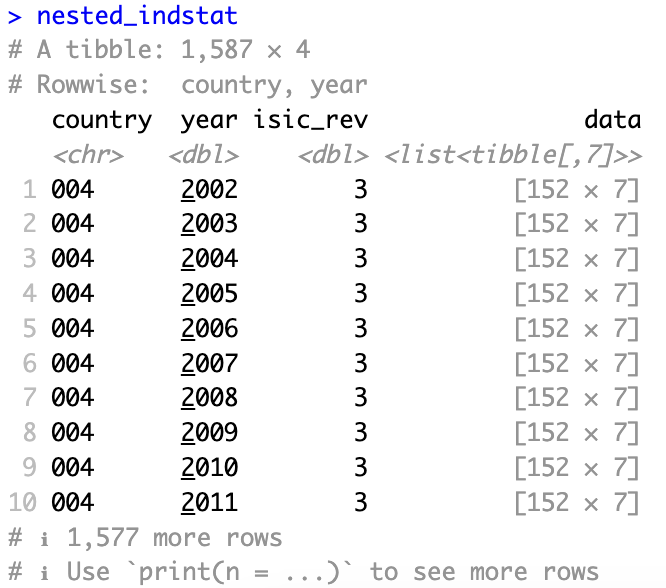 > nested_indstat
# A tibble: 1,587 × 4
# Rowwise:  country, year
   country  year isic_rev               data
   <chr>   <dbl>    <dbl> <list<tibble[,7]>>
 1 004      2002        3          [152 × 7]
 2 004      2003        3          [152 × 7]
 3 004      2004        3          [152 × 7]
 4 004      2005        3          [152 × 7]
 5 004      2006        3          [152 × 7]
 6 004      2007        3          [152 × 7]
 7 004      2008        3          [152 × 7]
 8 004      2009        3          [152 × 7]
 9 004      2010        3          [152 × 7]
10 004      2011        3          [152 × 7]
# ℹ 1,577 more rows
# ℹ Use `print(n = ...)` to see more rows